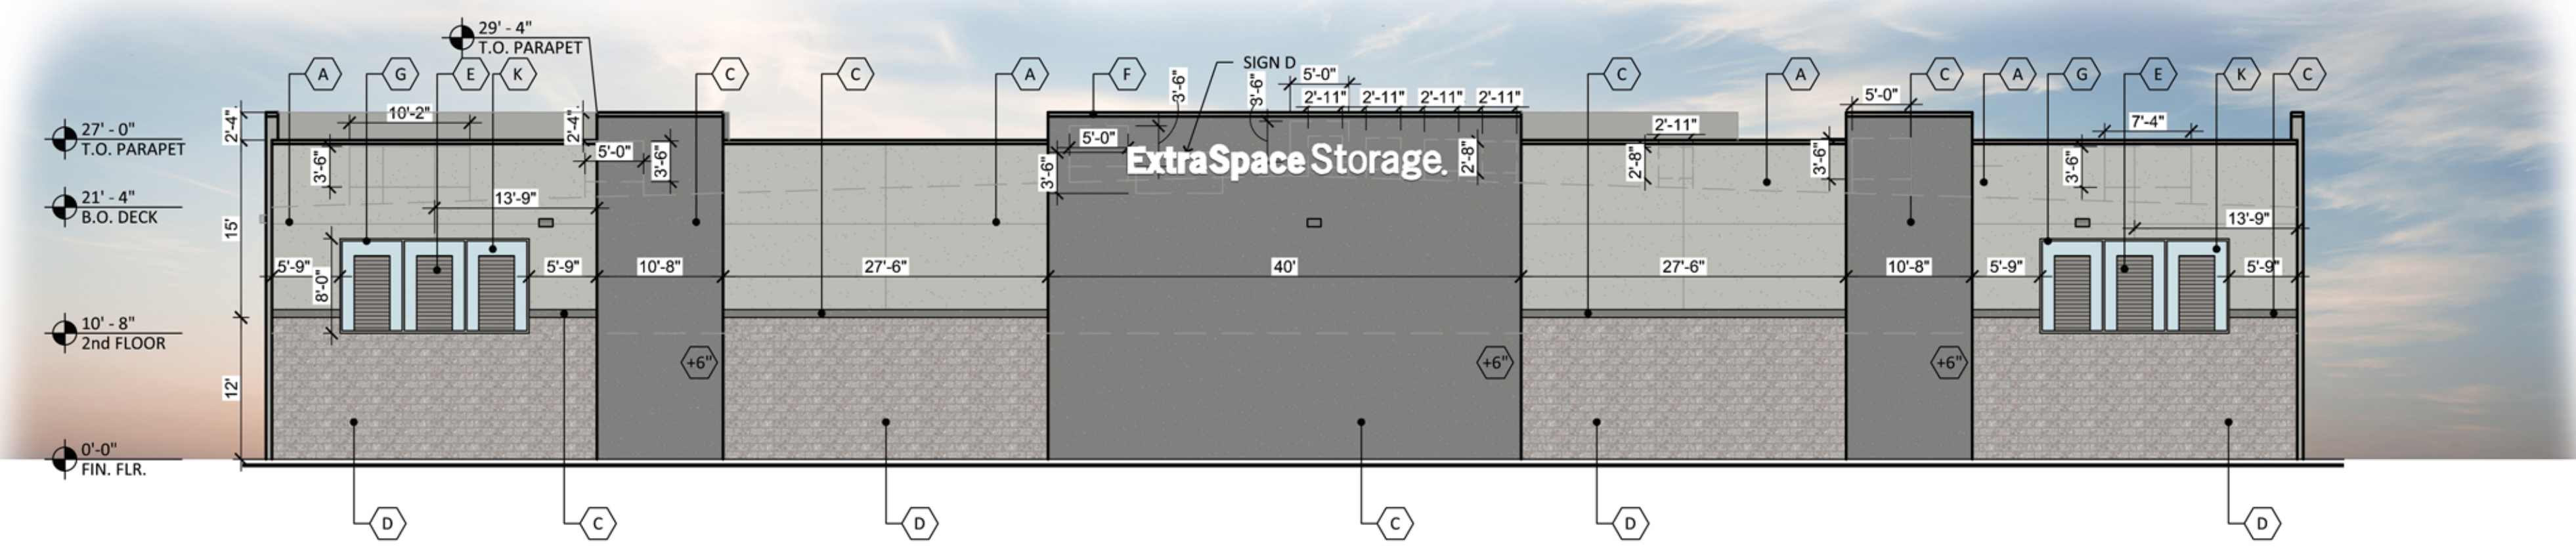 29' - 4"
T.O. PARAPET
A
G
E
K
C
C
A
F
3'-6"
SIGN D
3'-6"
5'-0"
C
A
C
A
G
E
K
C
2'-11"
2'-11"
2'-11"
2'-11"
5'-0"
27' - 0"
T.O. PARAPET
2'-4"
10'-2"
2'-4"
5'-0"
3'-6"
3'-6"
5'-0"
3'-6"
ExtraSpace Storage.
2'-8"
2'-11"
2'-8"
3'-6"
7'-4"
3'-6"
21' - 4"
B.O. DECK
13'-9"
13'-9"
15'
5'-9"
8'-0"
5'-9"
10'-8"
27'-6"
40'
27'-6"
10'-8"
5'-9"
5'-9"
10' - 8"
2nd FLOOR
+6"
+6"
+6"
12'
0'-0"
FIN. FLR.
D
C
D
C
D
D